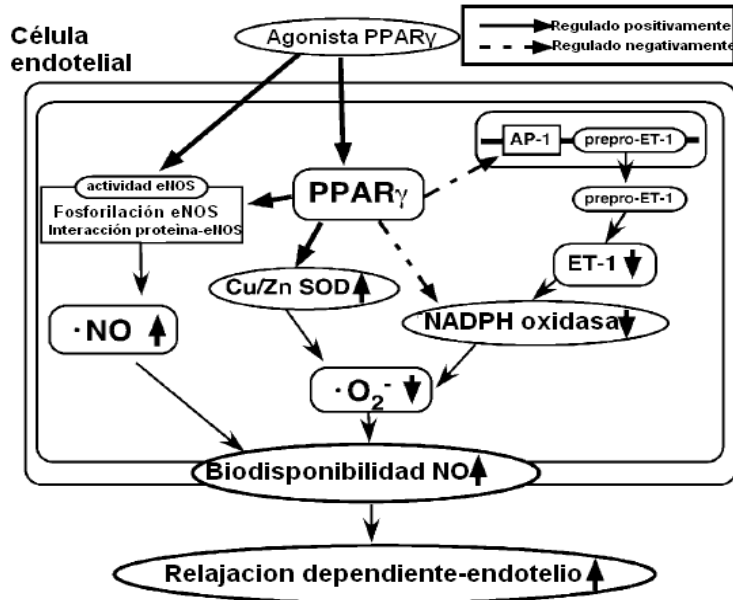 Célula
endotelial
Agonista PPARγ
Regulado positivamente
Regulado negativamente
AP-1
prepro-ET-1
actividad eNOS
Fosforilación eNOS
Interacción proteina-eNOS
PPARγ
prepro-ET-1
ET-1
Cu/Zn SOD
·NO
NADPH oxidasa
·O₂⁻
Biodisponibilidad NO
Relajacion dependiente-endotelio